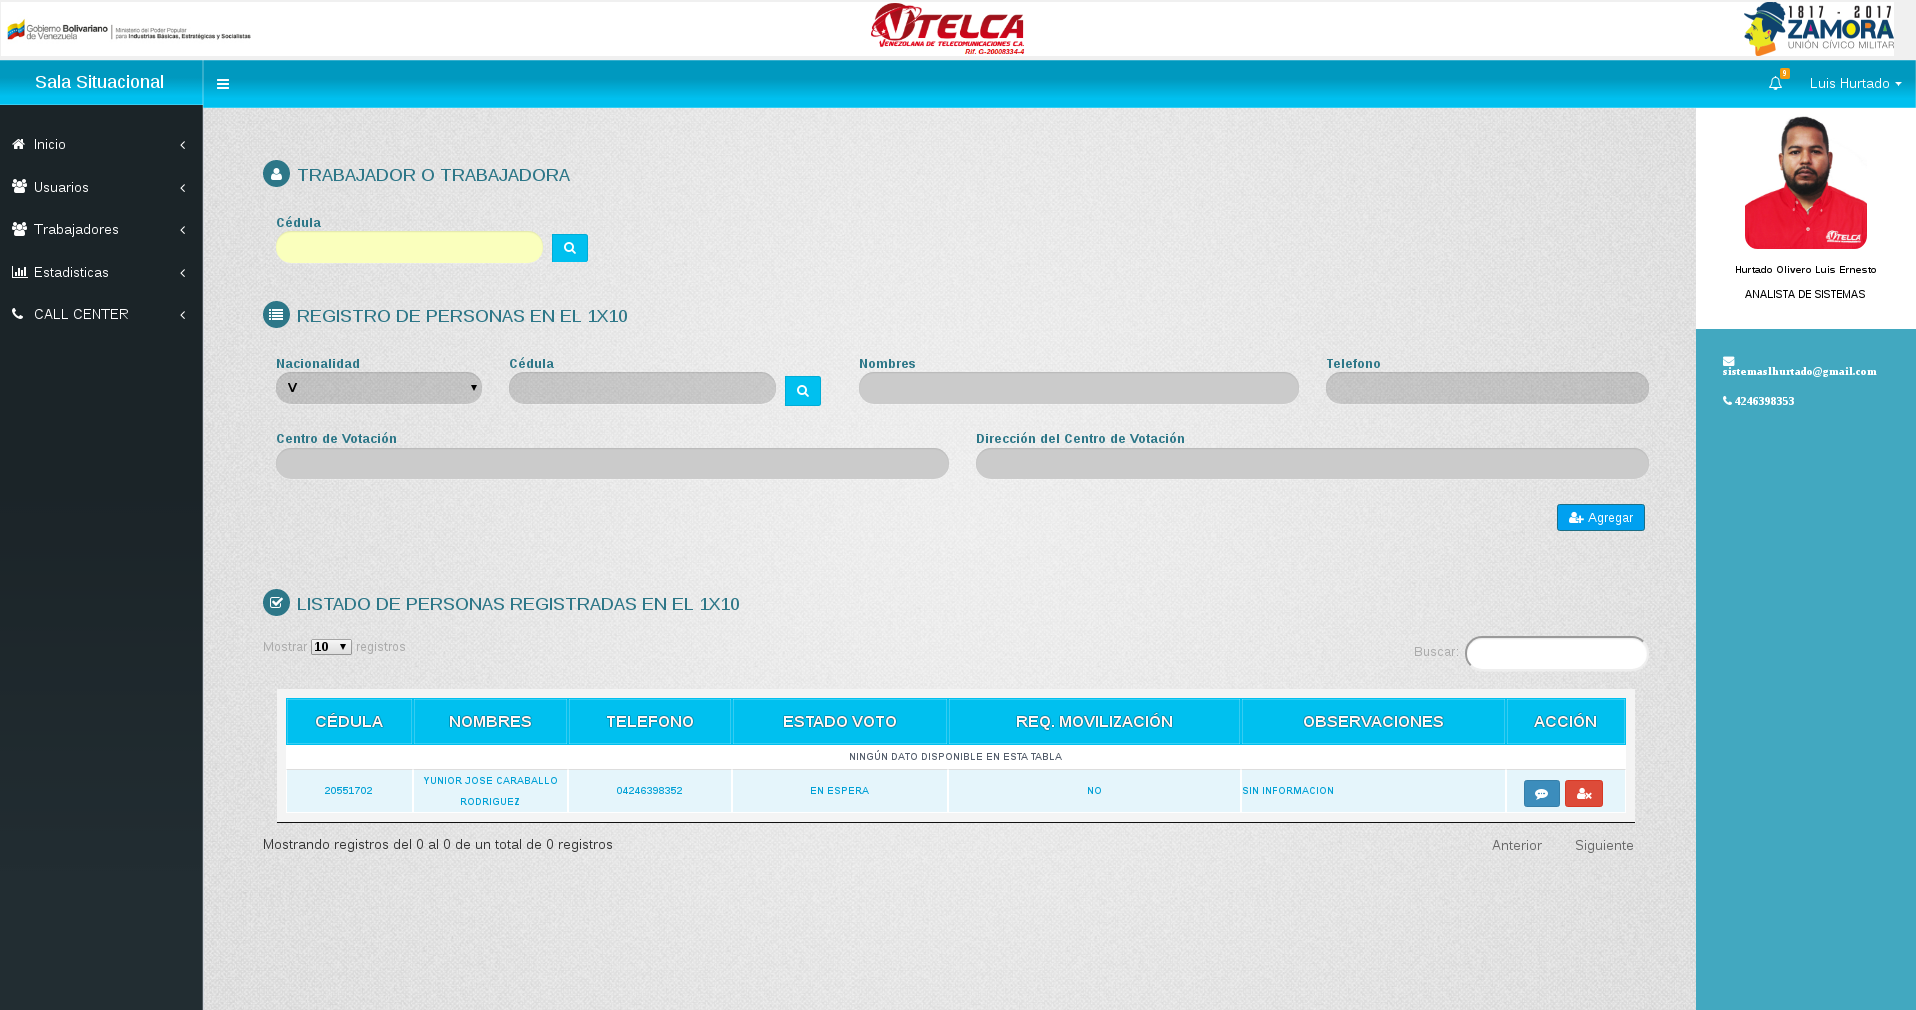 Gobierno Bolivariano
de Venezuela
Ministerio del Poder Popular
para Industrias Básicas, Estratégicas y Socialistas
VTELCA
VENEZOLANA DE TELECOMUNICACIONES C.A.
Rif. G-20008334-4
1817 - 2017
ZAMORA
UNIÓN CÍVICO MILITAR
Sala Situacional
9
Luis Hurtado
Inicio
Usuarios
Trabajadores
Estadisticas
CALL CENTER
TRABAJADOR O TRABAJADORA
Cédula
REGISTRO DE PERSONAS EN EL 1X10
Nacionalidad Cédula Nombres Telefono
V
Centro de Votación Dirección del Centro de Votación
Agregar
LISTADO DE PERSONAS REGISTRADAS EN EL 1X10
Mostrar 10 registros
Buscar:
CÉDULA NOMBRES TELEFONO ESTADO VOTO REQ. MOVILIZACIÓN OBSERVACIONES ACCIÓN
NINGÚN DATO DISPONIBLE EN ESTA TABLA
20551702 YUNIOR JOSE CARABALLO RODRIGUEZ 04246398352 EN ESPERA NO SIN INFORMACION
Mostrando registros del 0 al 0 de un total de 0 registros
Anterior Siguiente
VTELCA
Hurtado Olivero Luis Ernesto
ANALISTA DE SISTEMAS
sistemaslhurtado@gmail.com
4246398353